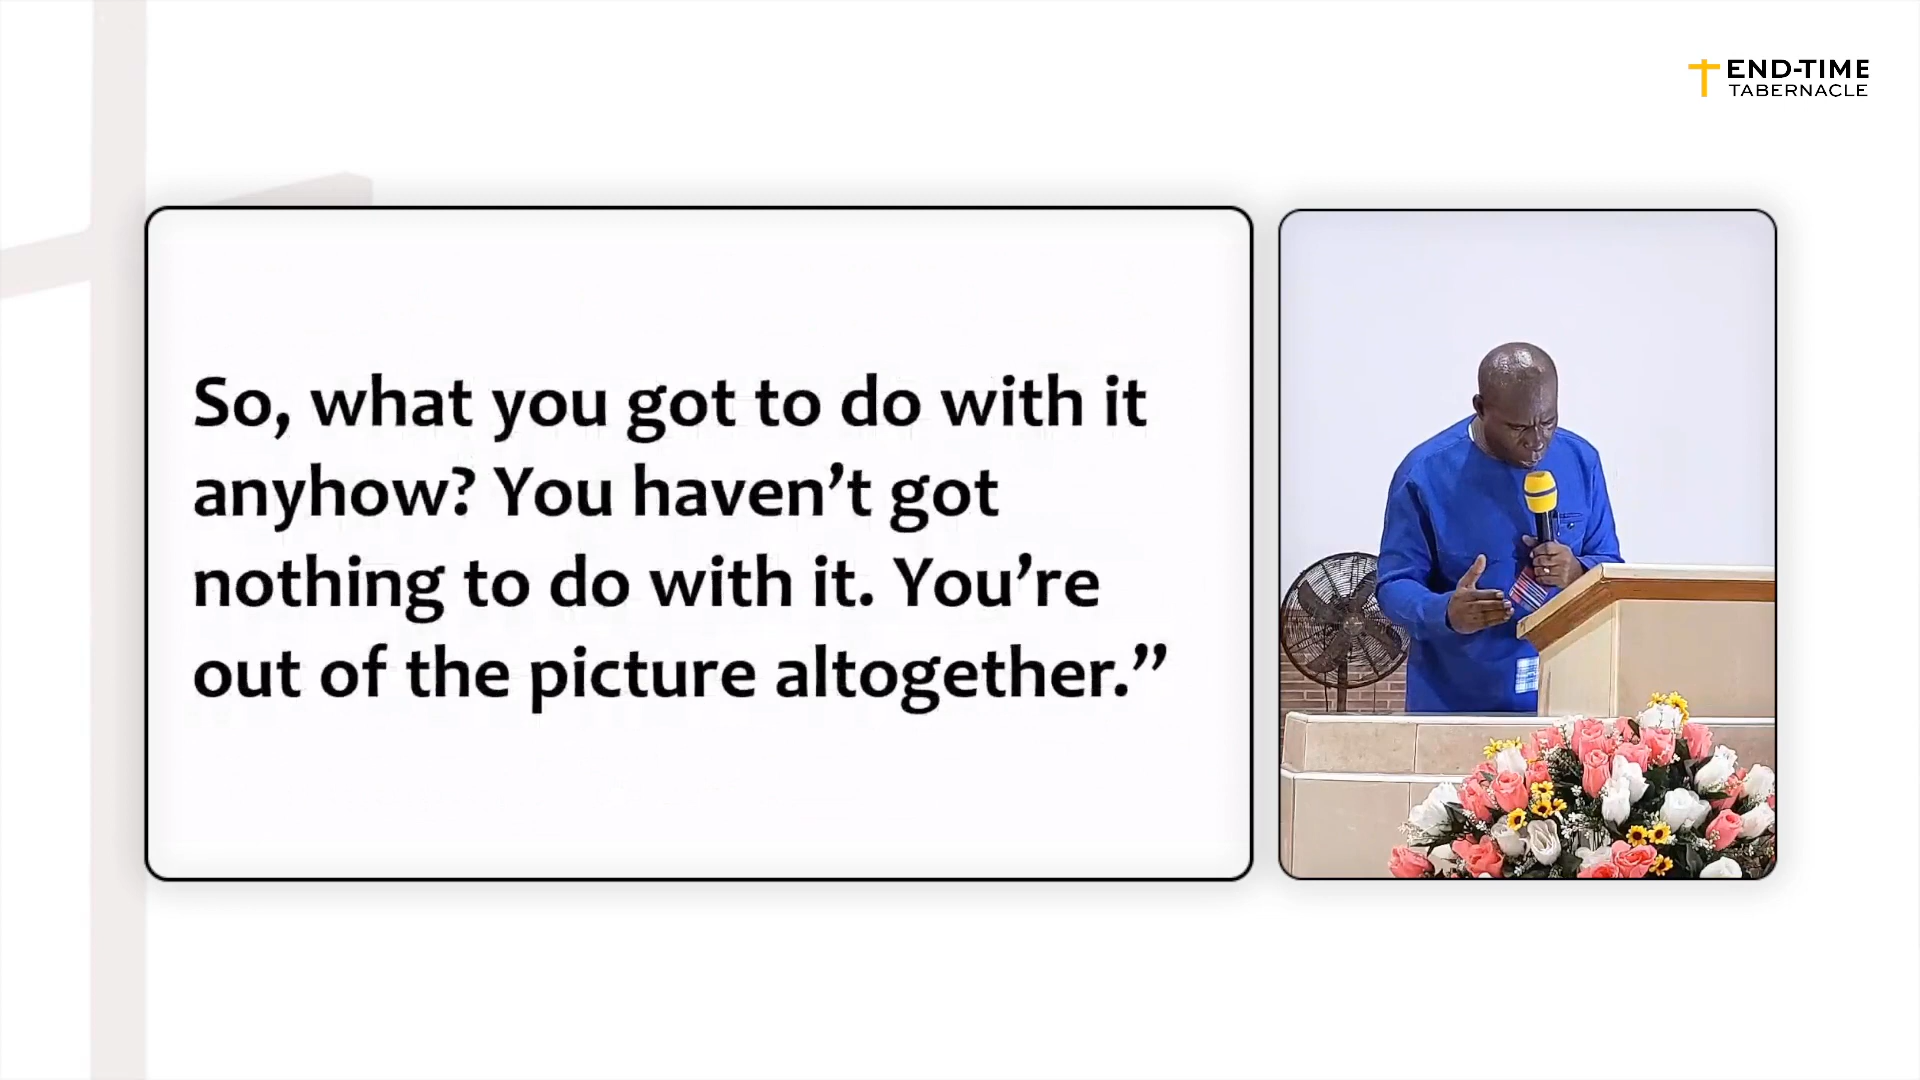 END-TIME
TABERNACLE
So, what you got to do with it
anyhow? You haven’t got
nothing to do with it. You’re
out of the picture altogether.”